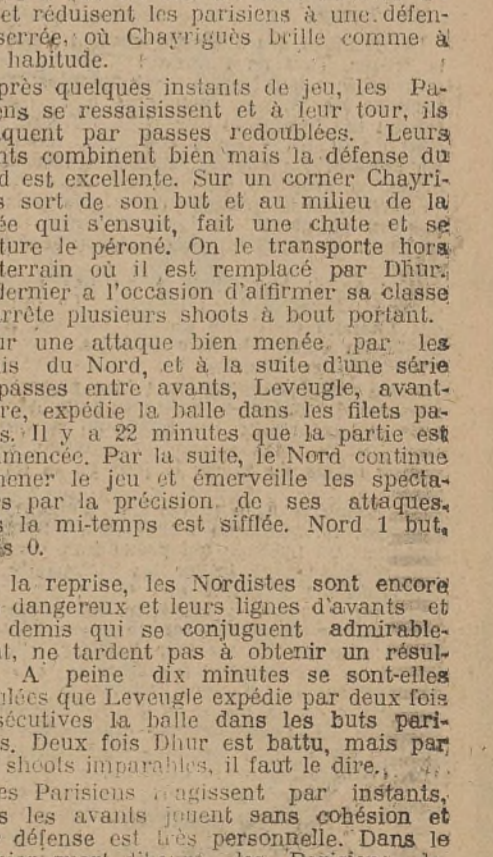 et réduisent les parisiens à une défen-
serrée, où Chayriguès brille comme à
habitude.
près quelques instants de jeu, les Pa-
ens se ressaisissent et à leur tour, ils
quent par passes redoublées. Leurs
nts combinent bien mais la défense du
d est excellente. Sur un corner Chayri-
s sort de son but et au milieu de la
ée qui s'ensuit, fait une chute et se
ture le péroné. On le transporte hors
terrain où il est remplacé par Dhur.
dernier a l'occasion d'affirmer sa classe
rrête plusieurs shoots à bout portant.
ur une attaque bien menée par les
is du Nord, et à la suite d'une série
passes entre avants, Leveugle, avant-
re, expédie la balle dans les filets pa-
s. Il y a 22 minutes que la partie est
mencée. Par la suite, le Nord continue
mener le jeu et émerveille les specta-
s par la précision de ses attaques,
s la mi-temps est sifflée. Nord 1 but,
s 0.
la reprise, les Nordistes sont encore
dangereux et leurs lignes d'avants et
demis qui se conjuguent admirable-
t, ne tardent pas à obtenir un résul-
A peine dix minutes se sont-elles
lées que Leveugle expédie par deux fois
sécutives la balle dans les buts pari-
s. Deux fois Dhur est battu, mais par
shoots imparables, il faut le dire.
es Parisiens agissent par instants,
s les avants jouent sans cohésion et
défense est très personnelle. Dans le